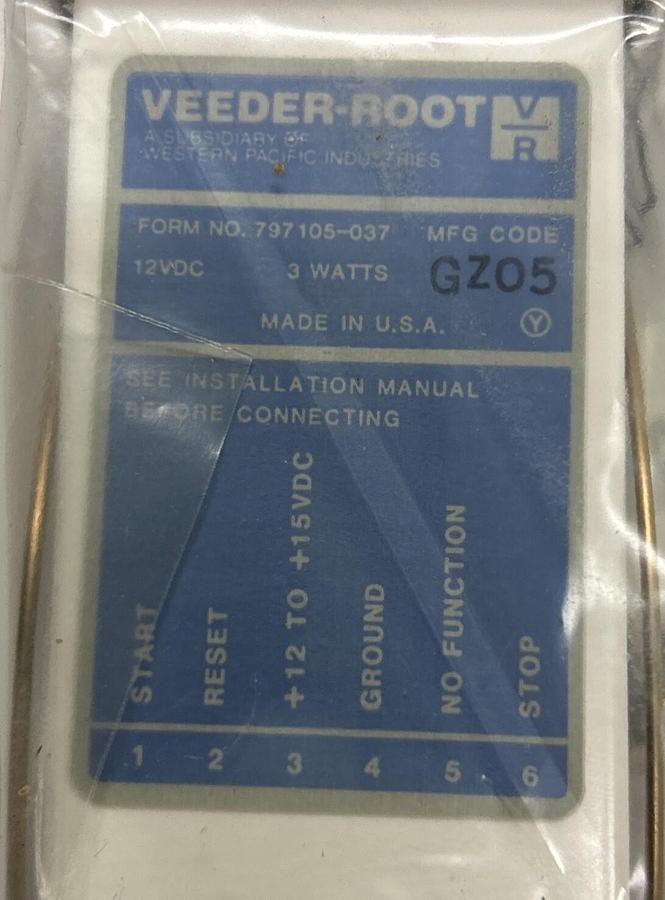 VEEDER-ROOT
V
R
A SUBSIDIARY OF
WESTERN PACIFIC INDUSTRIES
FORM NO. 797105-037 MFG CODE
12VDC 3 WATTS GZ05
MADE IN U.S.A. Y
SEE INSTALLATION MANUAL
BEFORE CONNECTING
START
RESET
+12 TO +15VDC
GROUND
NO FUNCTION
STOP
1 2 3 4 5 6